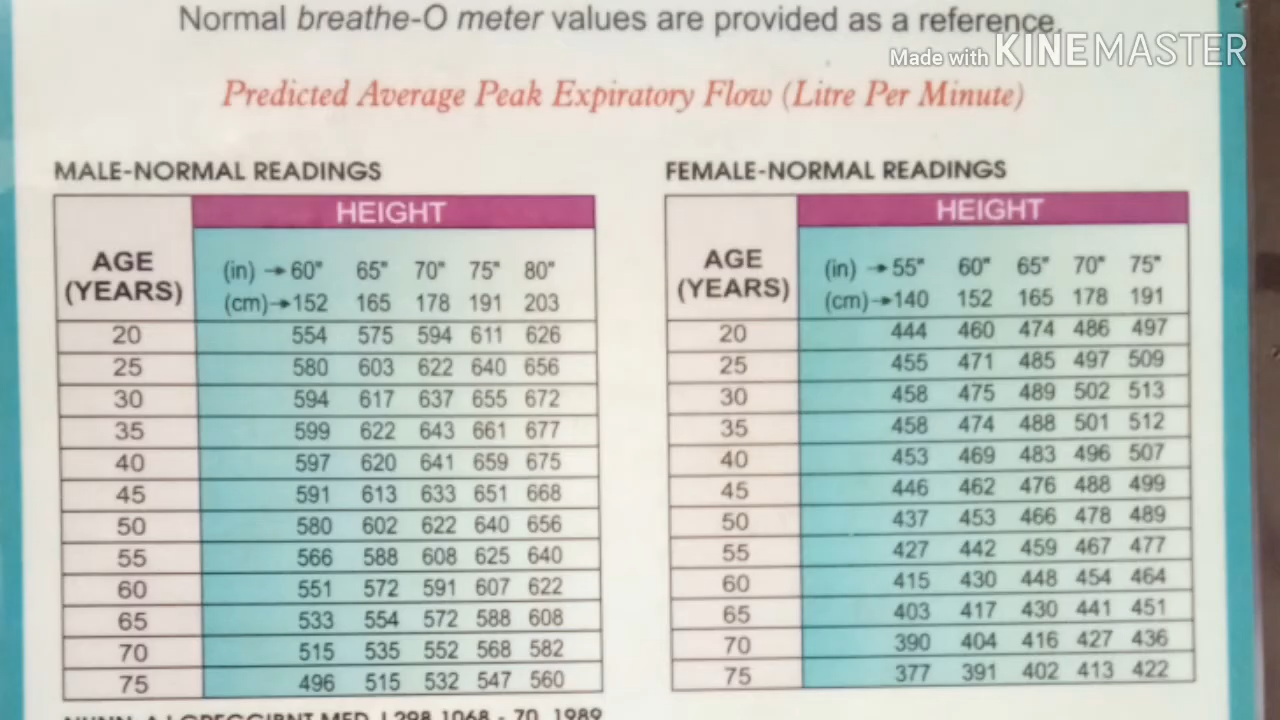 Normal breathe-O meter values are provided as a reference.
Made with KINEMASTER
Predicted Average Peak Expiratory Flow (Litre Per Minute)
MALE-NORMAL READINGS
HEIGHT
AGE (YEARS)
(in) → 60" 65" 70" 75" 80"
(cm) → 152 165 178 191 203
20 554 575 594 611 626
25 580 603 622 640 656
30 594 617 637 655 672
35 599 622 643 661 677
40 597 620 641 659 675
45 591 613 633 651 668
50 580 602 622 640 656
55 566 588 608 625 640
60 551 572 591 607 622
65 533 554 572 588 608
70 515 535 552 568 582
75 496 515 532 547 560
FEMALE-NORMAL READINGS
HEIGHT
AGE (YEARS)
(in) → 55" 60" 65" 70" 75"
(cm) → 140 152 165 178 191
20 444 460 474 486 497
25 455 471 485 497 509
30 458 475 489 502 513
35 458 474 488 501 512
40 453 469 483 496 507
45 446 462 476 488 499
50 437 453 466 478 489
55 427 442 459 467 477
60 415 430 448 454 464
65 403 417 430 441 451
70 390 404 416 427 436
75 377 391 402 413 422
1068 - 70, 1989